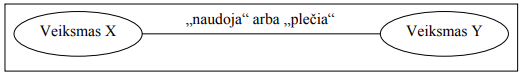 „naudoja“ arba „plečia“
Veiksmas X
Veiksmas Y